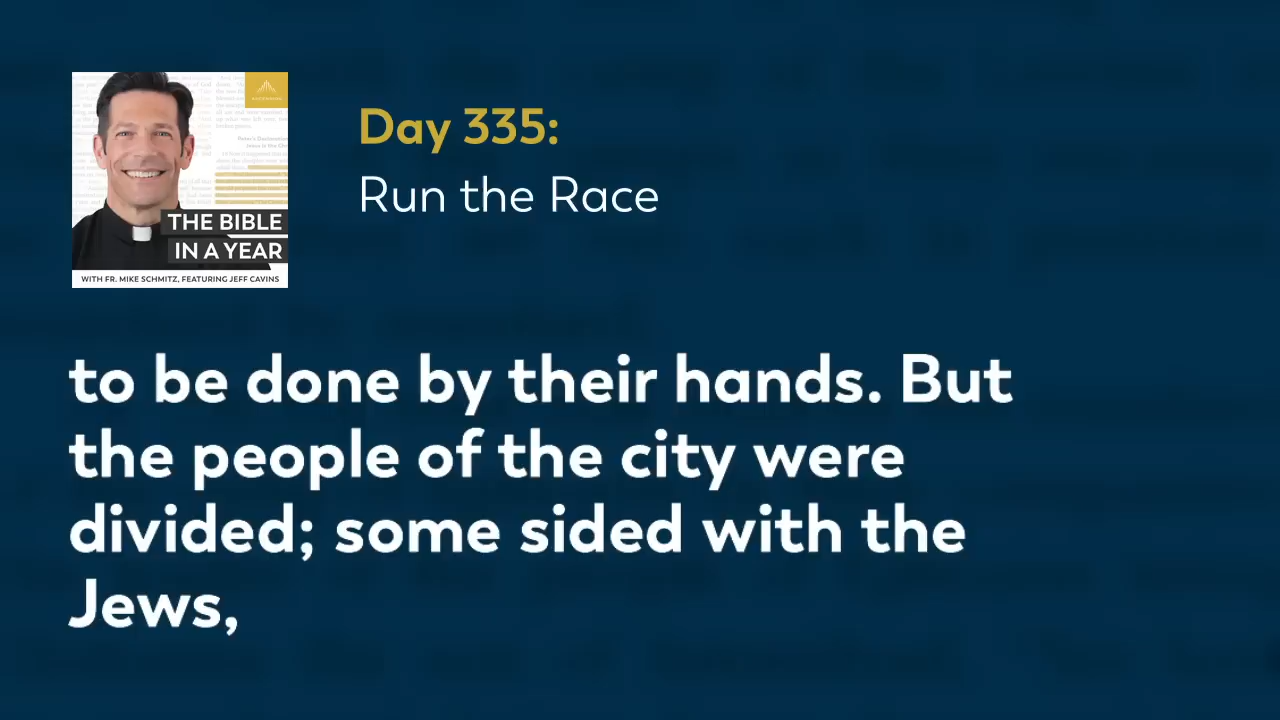 Day 335:
Run the Race
THE BIBLE
IN A YEAR
WITH FR. MIKE SCHMITZ, FEATURING JEFF CAVINS
to be done by their hands. But
the people of the city were
divided; some sided with the
Jews,